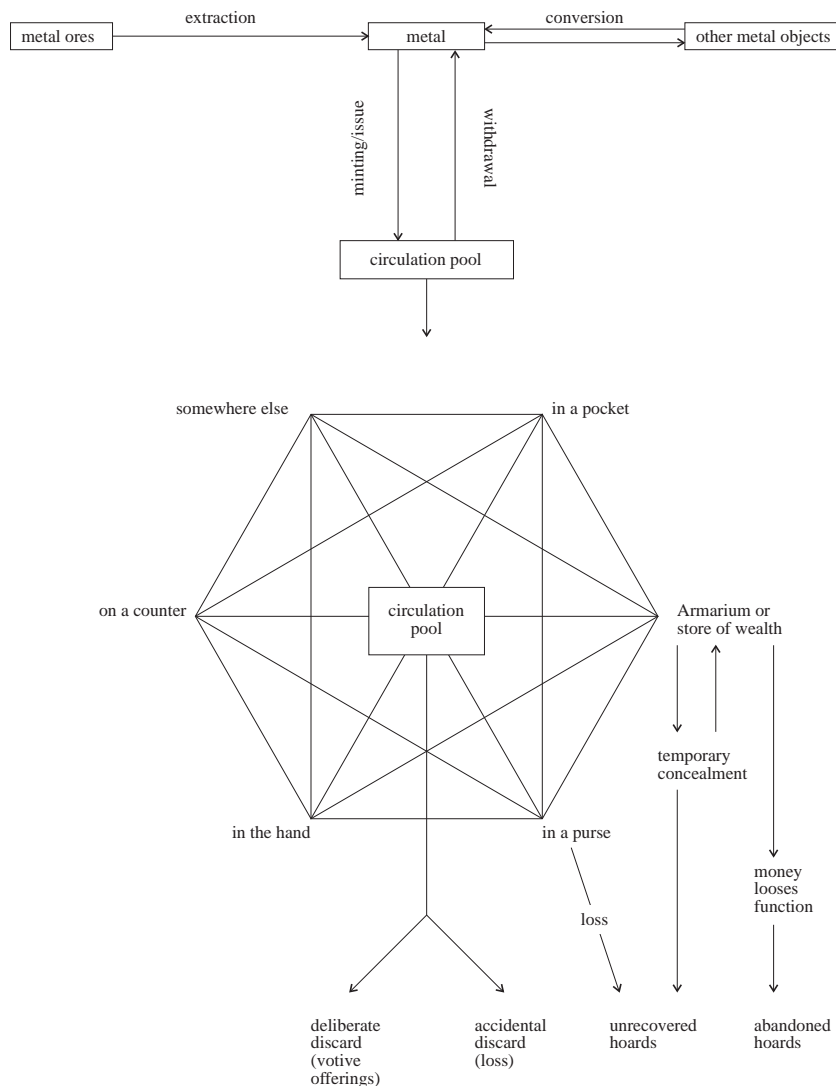 extraction
conversion
metal ores
metal
other metal objects
minting/issue
withdrawal
circulation pool
somewhere else
in a pocket
on a counter
circulation
pool
Armarium or
store of wealth
temporary
concealment
in the hand
in a purse
money
looses
function
loss
deliberate
discard
(votive
offerings)
accidental
discard
(loss)
unrecovered
hoards
abandoned
hoards